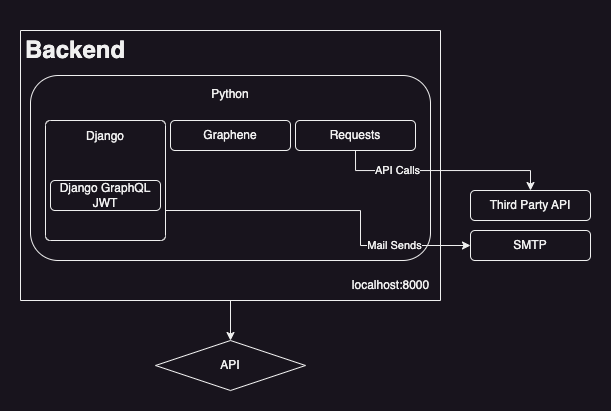 Backend
Python
Django
Graphene
Requests
API Calls
Django GraphQL
JWT
Third Party API
Mail Sends
SMTP
localhost:8000
API